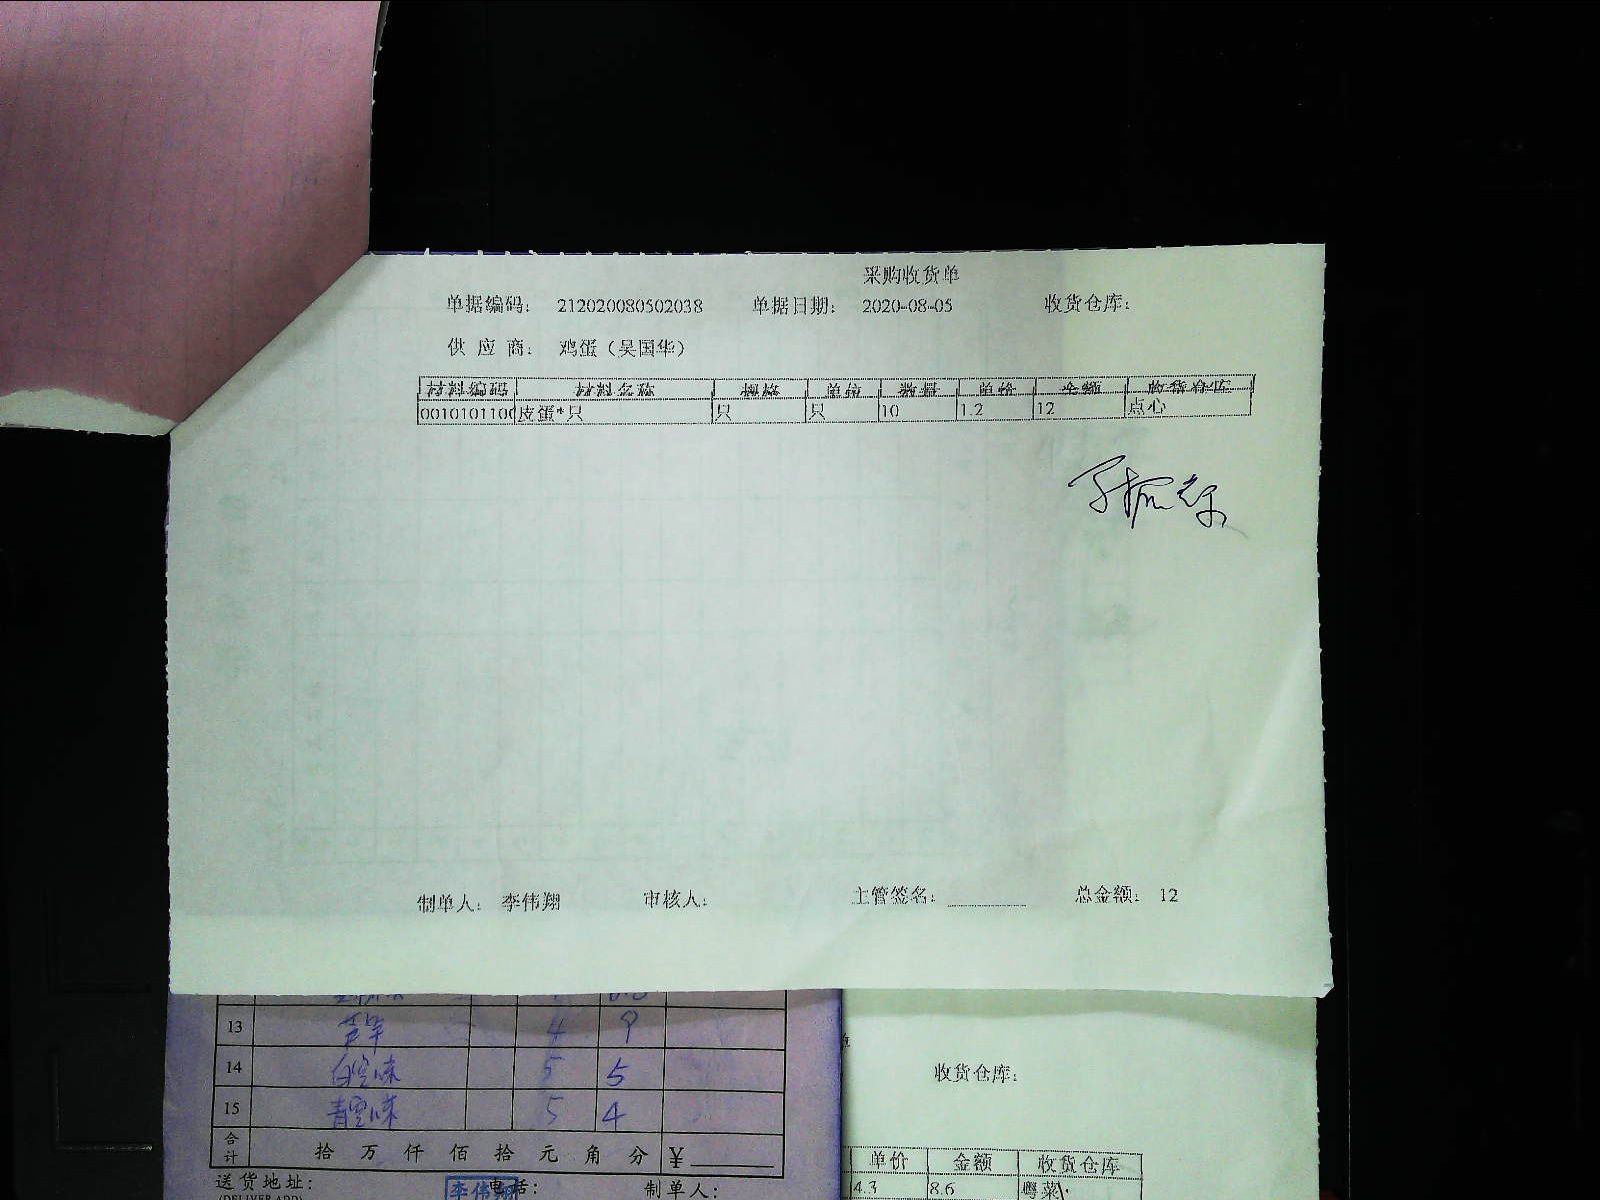 采购收货单
单据编码： 212020080502038 单据日期： 2020-08-05 收货仓库：
供 应 商： 鸡蛋（吴国华）
材料编码 材料名称 规格 单位 数量 单价 金额 收货仓库
0010101100 皮蛋*只 只 只 10 1.2 12 点心
制单人： 李伟翔 审核人： 主管签名： 总金额： 12
13 芦笋 4 9
14 5 5
15 5 4
合计 拾 万 仟 佰 拾 元 角 分 ¥
送货地址： 电话： 制单人：
(DELIVER ADD)
李伟翔
收货仓库：
单价 金额 收货仓库
4.3 8.6 粤菜